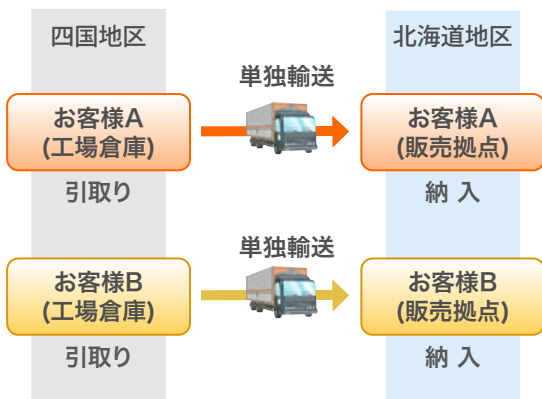 四国地区
北海道地区
単独輸送
お客様A
(工場倉庫)
お客様A
(販売拠点)
引取り
納 入
単独輸送
お客様B
(工場倉庫)
お客様B
(販売拠点)
引取り
納 入